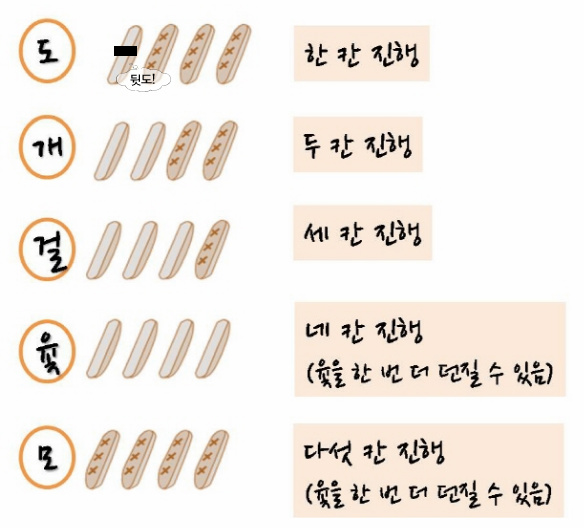 도
뒷도!
한 칸 진행
개
두 칸 진행
걸
세 칸 진행
윷
네 칸 진행
(윷을 한 번 더 던질 수 있음)
모
다섯 칸 진행
(윷을 한 번 더 던질 수 있음)